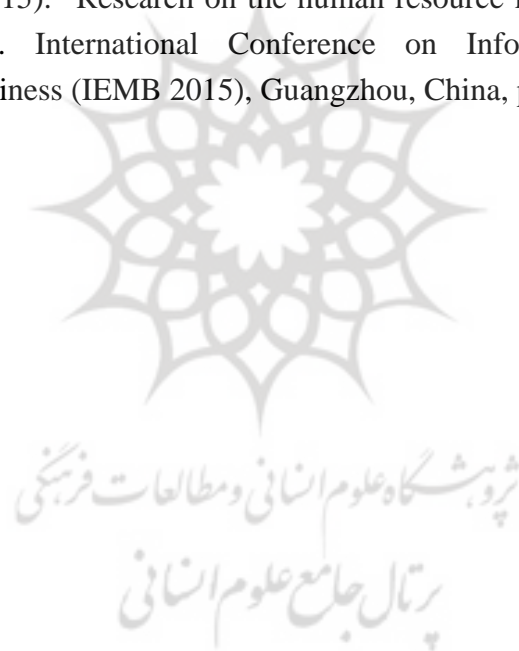 15). Research on the human resource
. International Conference on Info
iness (IEMB 2015), Guangzhou, China,
پژوهشگاه علوم انسانی و مطالعات فرهنگی
پرتال جامع علوم انسانی